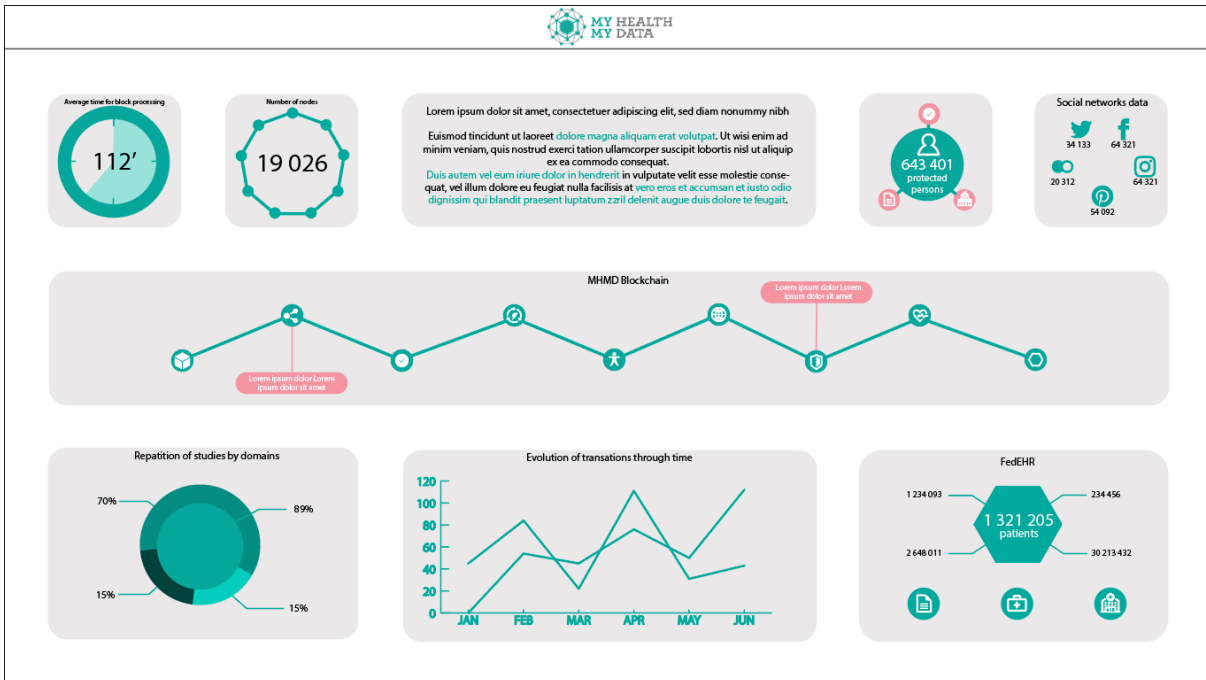 MY HEALTH
MY DATA
Average time for block processing
112’
Number of nodes
19 026
Lorem ipsum dolor sit amet, consectetuer adipiscing elit, sed diam nonummy nibh
Euismod tincidunt ut laoreet dolore magna aliquam erat volutpat. Ut wisi enim ad
minim veniam, quis nostrud exerci tation ullamcorper suscipit lobortis nisl ut aliquip
ex ea commodo consequat.
Duis autem vel eum iriure dolor in hendrerit in vulputate velit esse molestie conse-
quat, vel illum dolore eu feugiat nulla facilisis at vero eros et accumsan et iusto odio
dignissim qui blandit praesent luptatum zzril delenit augue duis dolore te feugait.
643 401
protected
persons
Social networks data
34 133
64 321
20 312
64 321
54 092
MHMD Blockchain
Lorem ipsum dolor Lorem
ipsum dolor sit amet
Lorem ipsum dolor Lorem
ipsum dolor sit amet
Repatition of studies by domains
70%
89%
15%
15%
Evolution of transations through time
120
100
80
60
40
20
0
JAN FEB MAR APR MAY JUN
FedEHR
1 234 093
234 456
1 321 205
patients
2 648 011
30 213 432